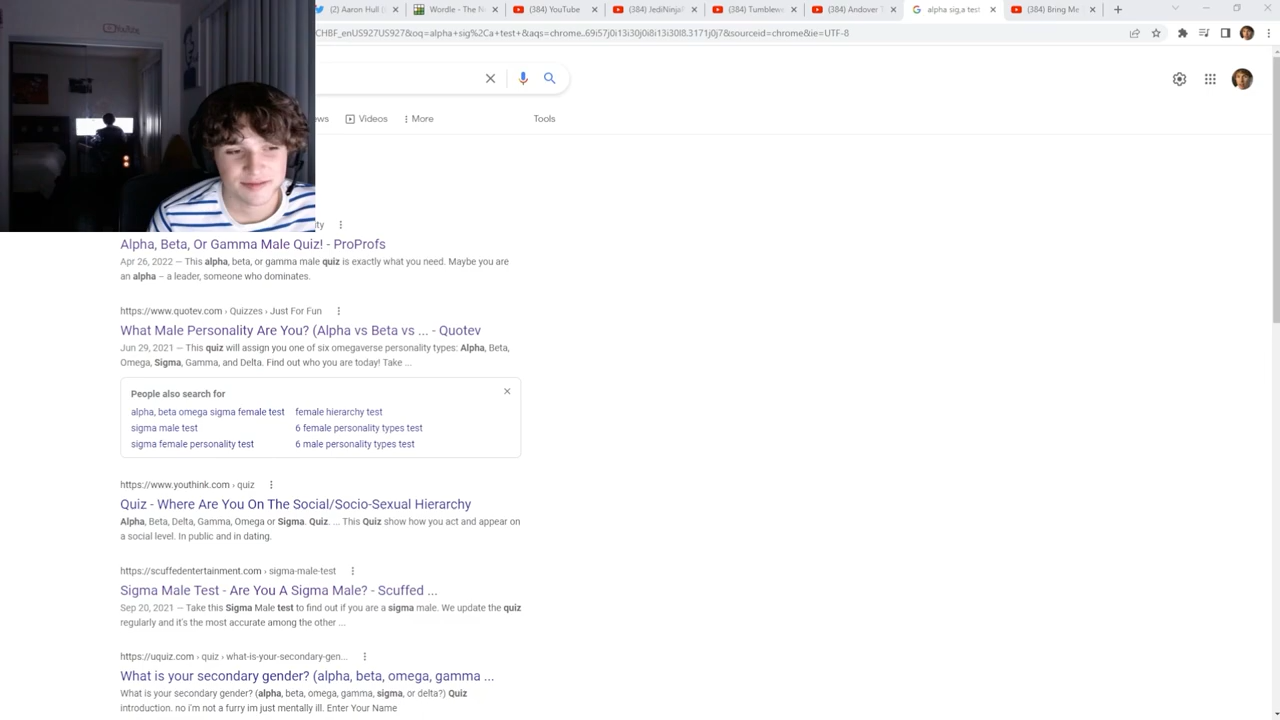 (2) Aaron Hull (
Wordle - The N
(384) YouTube
(384) JediNinja
(384) Tumblew
(384) Andover T
alpha sig,a test
(384) Bring Me
CHBF_enUS927US927&oq=alpha+sig%2Ca+test+&aqs=chrome..69i57j0i13i30j0i8i13i30l8.3171j0j7&sourceid=chrome&ie=UTF-8
YouTube
ews
Videos
More
Tools
ity
Alpha, Beta, Or Gamma Male Quiz! - ProProfs
Apr 26, 2022 — This alpha, beta, or gamma male quiz is exactly what you need. Maybe you are
an alpha – a leader, someone who dominates.
https://www.quotev.com › Quizzes › Just For Fun
What Male Personality Are You? (Alpha vs Beta vs ... - Quotev
Jun 29, 2021 — This quiz will assign you one of six omegaverse personality types: Alpha, Beta,
Omega, Sigma, Gamma, and Delta. Find out who you are today! Take ...
People also search for
alpha, beta omega sigma female test
female hierarchy test
sigma male test
6 female personality types test
sigma female personality test
6 male personality types test
https://www.youthink.com › quiz
Quiz - Where Are You On The Social/Socio-Sexual Hierarchy
Alpha, Beta, Delta, Gamma, Omega or Sigma. Quiz. ... This Quiz show how you act and appear on
a social level. In public and in dating.
https://scuffedentertainment.com › sigma-male-test
Sigma Male Test - Are You A Sigma Male? - Scuffed ...
Sep 20, 2021 — Take this Sigma Male test to find out if you are a sigma male. We update the quiz
regularly and it's the most accurate among the other ...
https://uquiz.com › quiz › what-is-your-secondary-gen...
What is your secondary gender? (alpha, beta, omega, gamma ...
What is your secondary gender? (alpha, beta, omega, gamma, sigma, or delta?) Quiz
introduction. no i'm not a furry im just mentally ill. Enter Your Name